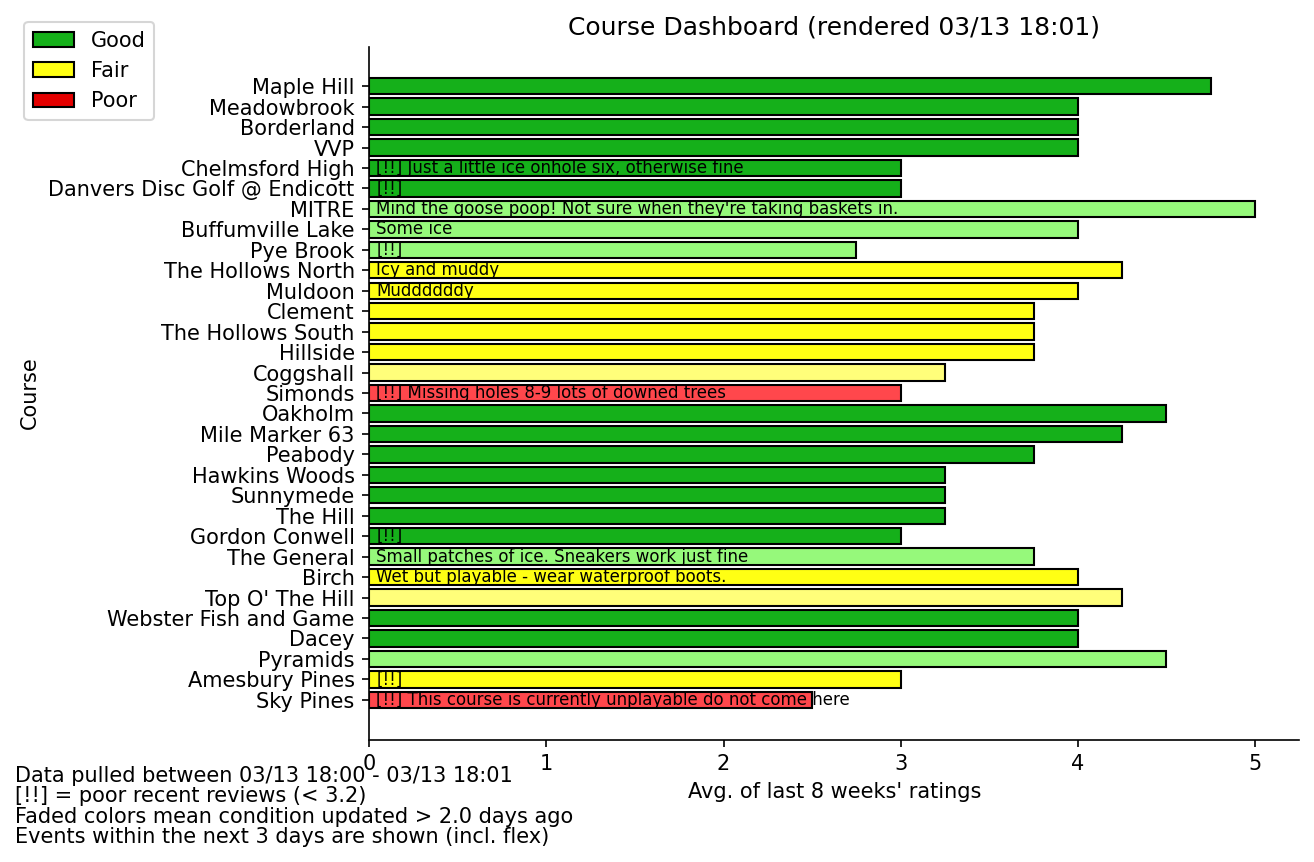 Course Dashboard (rendered 03/13 18:01)
Good
Fair
Poor
Maple Hill
Meadowbrook
Borderland
VVP
Chelmsford High [!!] Just a little ice onhole six, otherwise fine
Danvers Disc Golf @ Endicott [!!]
MITRE Mind the goose poop! Not sure when they're taking baskets in.
Buffumville Lake Some ice
Pye Brook [!!]
The Hollows North Icy and muddy
Muldoon Muddddddy
Clement
The Hollows South
Hillside
Coggshall
Simonds [!!] Missing holes 8-9 lots of downed trees
Oakholm
Mile Marker 63
Peabody
Hawkins Woods
Sunnymede
The Hill
Gordon Conwell [!!]
The General Small patches of ice. Sneakers work just fine
Birch Wet but playable - wear waterproof boots.
Top O' The Hill
Webster Fish and Game
Dacey
Pyramids
Amesbury Pines [!!]
Sky Pines [!!] This course is currently unplayable do not come here
Course
0 1 2 3 4 5
Avg. of last 8 weeks' ratings
Data pulled between 03/13 18:00 - 03/13 18:01
[!!] = poor recent reviews (< 3.2)
Faded colors mean condition updated > 2.0 days ago
Events within the next 3 days are shown (incl. flex)